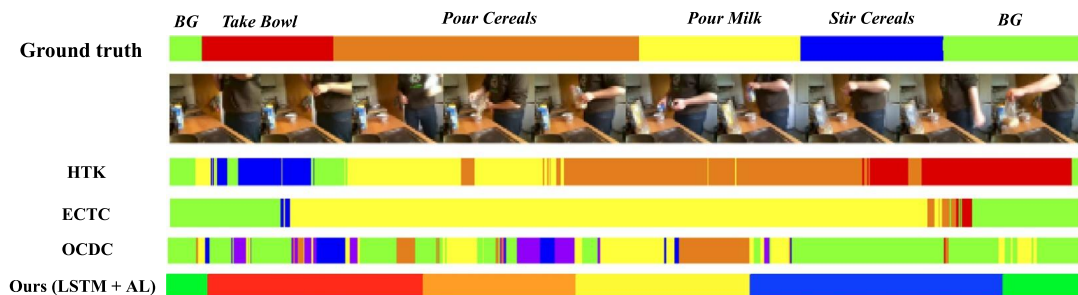 BG Take Bowl Pour Cereals Pour Milk Stir Cereals BG
Ground truth
HTK
ECTC
OCDC
Ours (LSTM + AL)